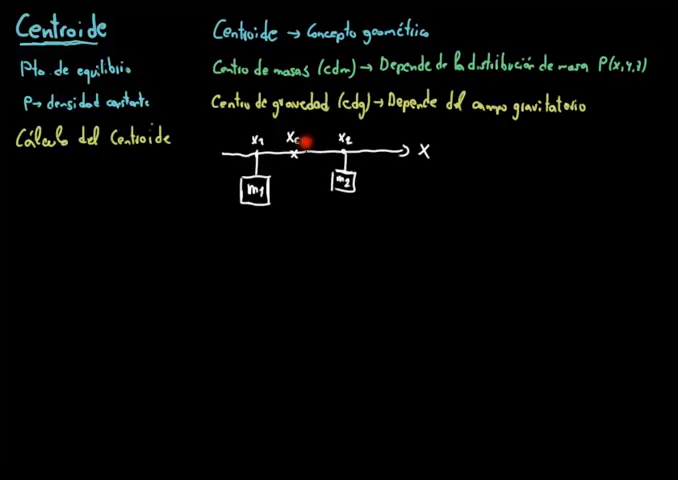 Centroide
Centroide → Concepto geométrico
Pto. de equilibrio
Centro de masas (cdm) → Depende de la distribución de masa ρ(x,y,z)
ρ → densidad constante
Centro de gravedad (cdg) → Depende del campo gravitatorio
Cálculo del Centroide
x1 xc x2
X
m1 m2